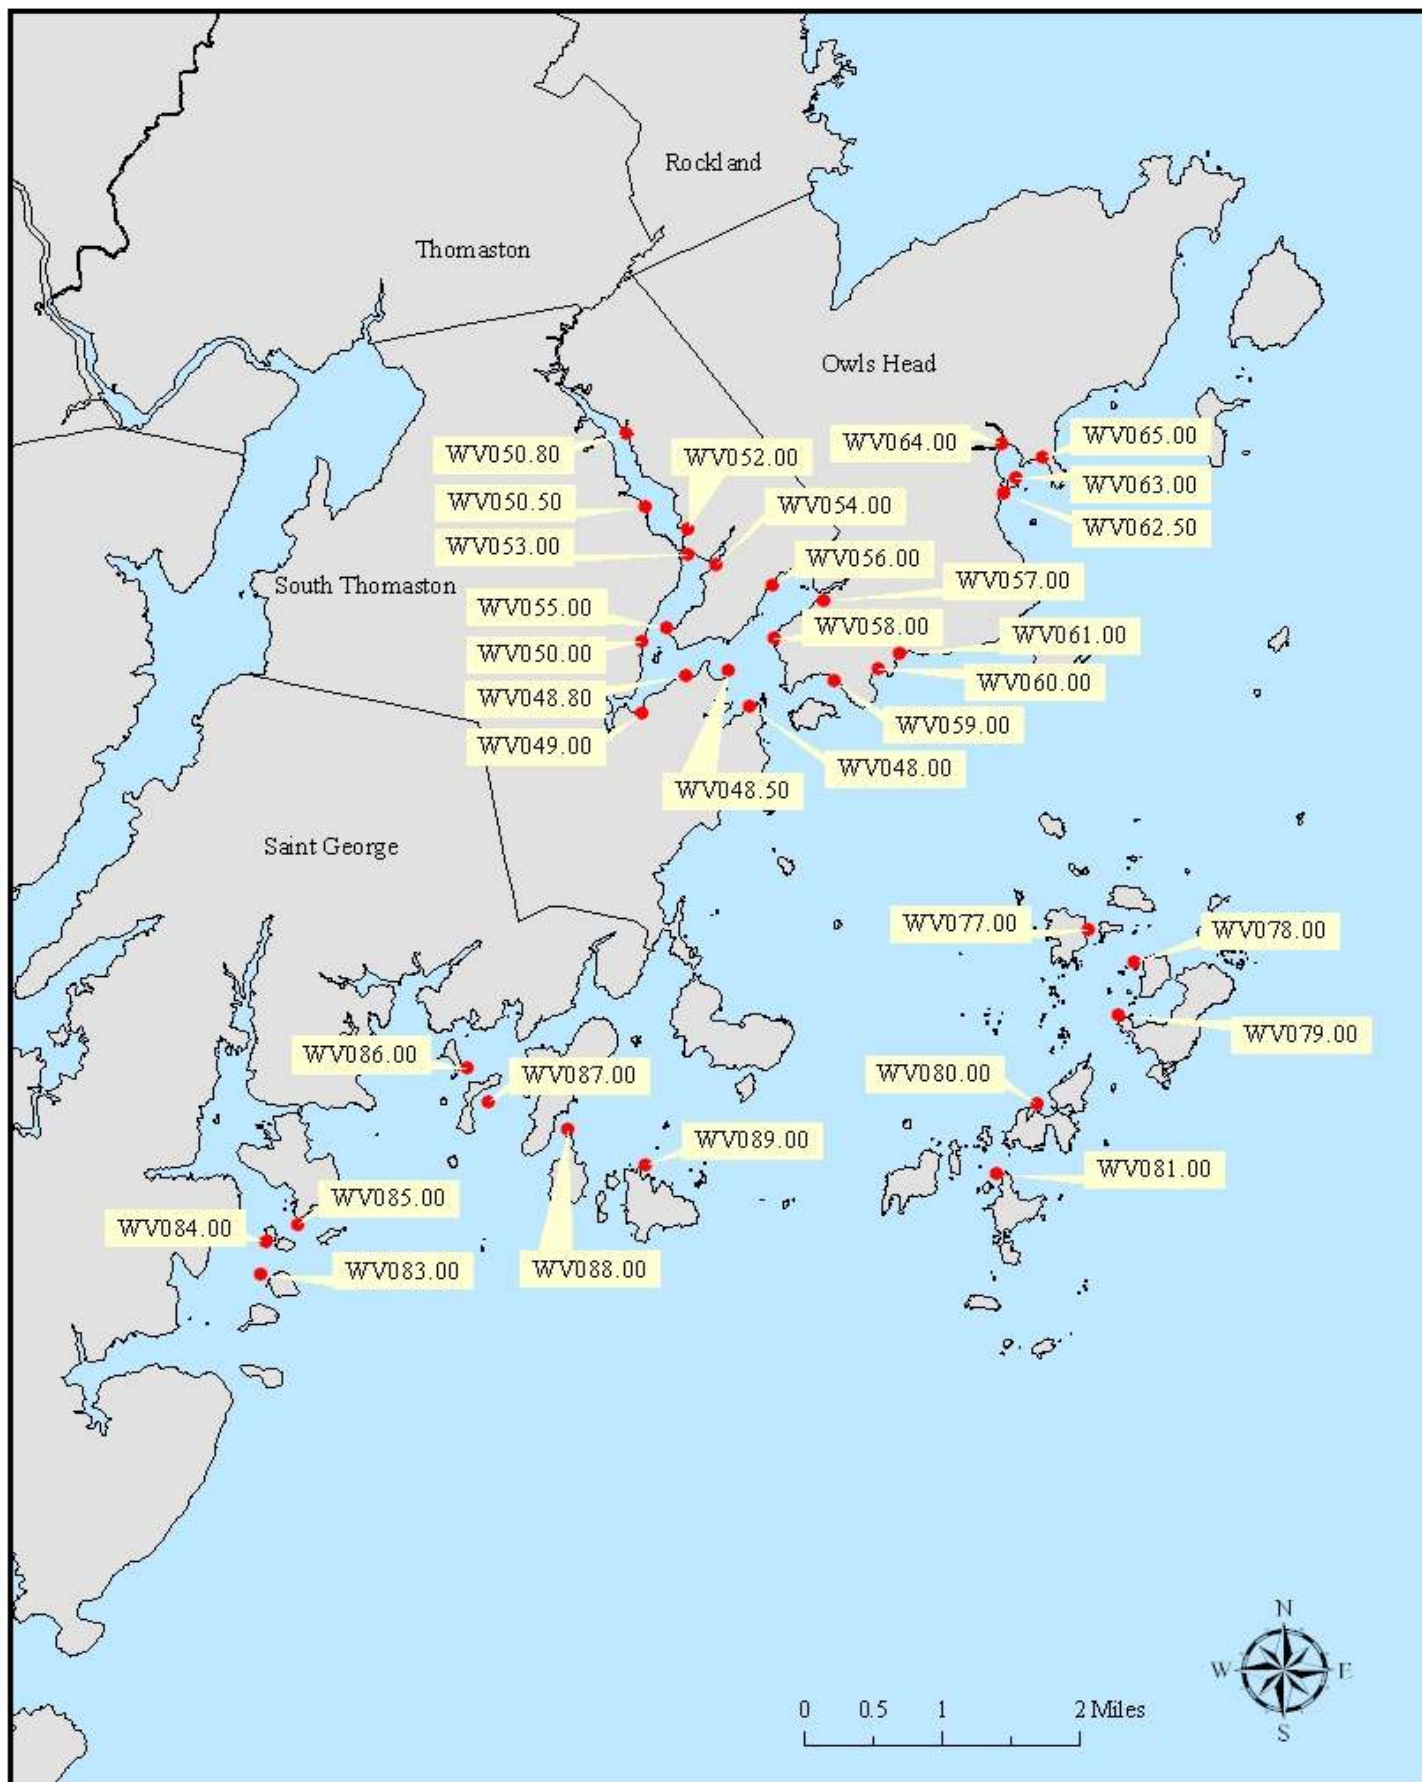 Rockland
Thomaston
Owls Head
WV064.00
WV065.00
WV050.80
WV052.00
WV063.00
WV050.50
WV054.00
WV062.50
WV053.00
WV056.00
South Thomaston
WV057.00
WV055.00
WV058.00
WV061.00
WV050.00
WV060.00
WV048.80
WV059.00
WV049.00
WV048.00
WV048.50
Saint George
WV077.00
WV078.00
WV079.00
WV086.00
WV087.00
WV080.00
WV089.00
WV081.00
WV085.00
WV084.00
WV083.00
WV088.00
N
W E
S
0 0.5 1 2 Miles